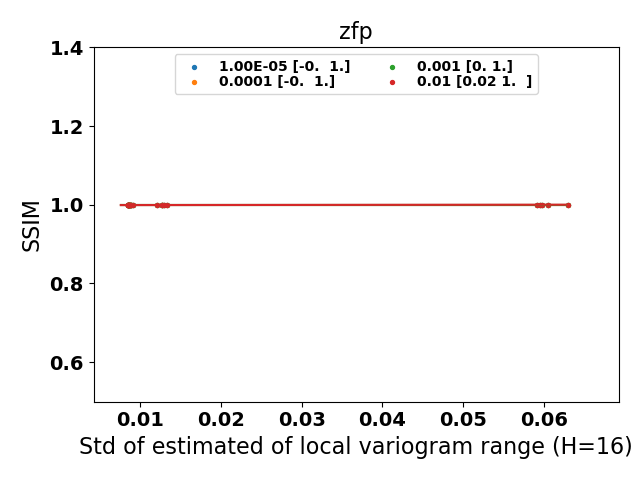 zfp
1.4
1.00E-05 [-0.  1.]
0.0001 [-0.  1.]
0.001 [0. 1.]
0.01 [0.02 1.  ]
1.2
1.0
0.8
0.6
SSIM
0.01 0.02 0.03 0.04 0.05 0.06
Std of estimated of local variogram range (H=16)